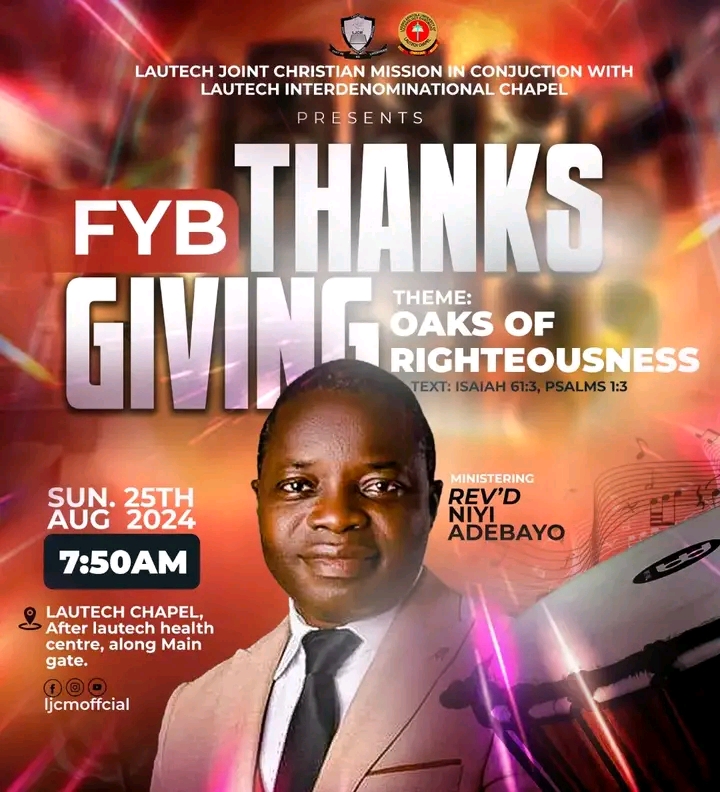 LAUTECH JOINT CHRISTIAN MISSION IN CONJUCTION WITH
LAUTECH INTERDENOMINATIONAL CHAPEL
PRESENTS
FYB THANKS
GIVING
THEME:
OAKS OF
RIGHTEOUSNESS
TEXT: ISAIAH 61:3, PSALMS 1:3
MINISTERING
REV'D
NIYI
ADEBAYO
SUN. 25TH
AUG 2024
7:50AM
LAUTECH CHAPEL,
After lautech health
centre, along Main
gate.
ljcmoffcial